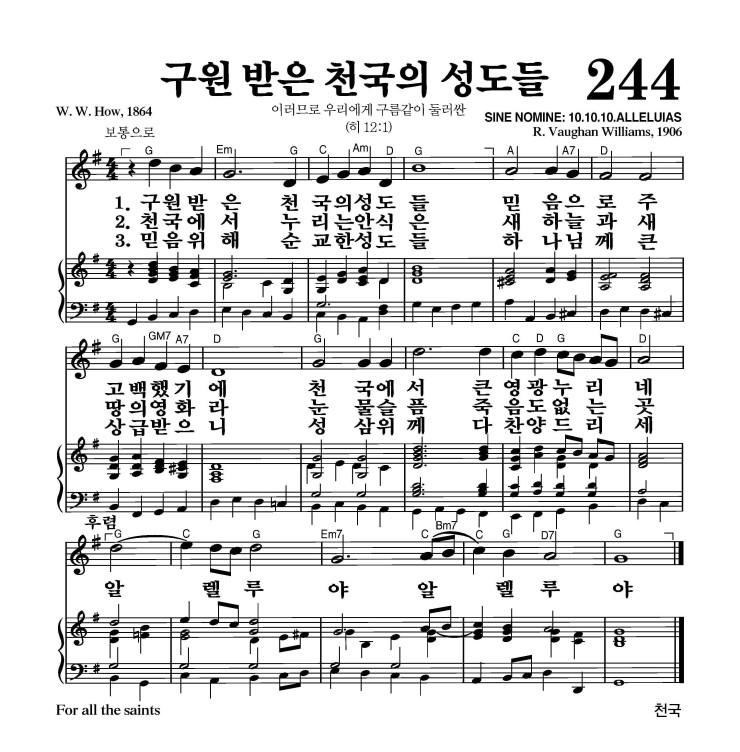 구원 받은 천국의 성도들 244
W. W. How, 1864
이러므로 우리에게 구름같이 둘러싼
SINE NOMINE: 10.10.10.ALLELUIAS
(히 12:1)
R. Vaughan Williams, 1906
보통으로
G Em G C Am D G A A7 D
1. 구원받 은 천 국의성도 들 믿 음으로 주
2. 천국에 서 누 리는안식 은 새 하늘과 새
3. 믿음위 해 순 교한성도 들 하 나님께 큰
G GM7 A7 D G G C D G D
고백했기 에 천 국에서 큰 영광누리 네
땅의영화 라 눈 물슬픔 죽 음도없는 곳
상급받으 니 성 삼위께 다 찬양드리 세
후렴
G C G D7 G Em7 C Bm7 C G D7 G
알 렐루 야 알 렐루 야
For all the saints
천국